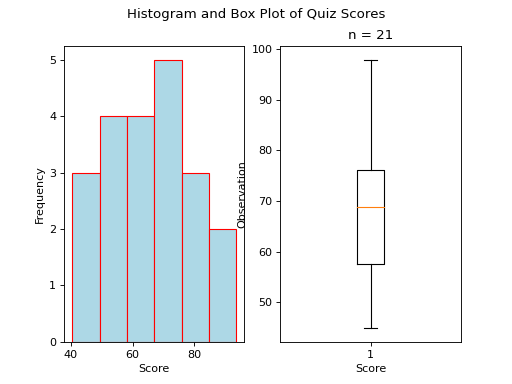 Histogram and Box Plot of Quiz Scores
n = 21
5
4
3
2
1
0
Frequency
40 60 80
Score
100
90
80
70
60
50
Observation
1
Score